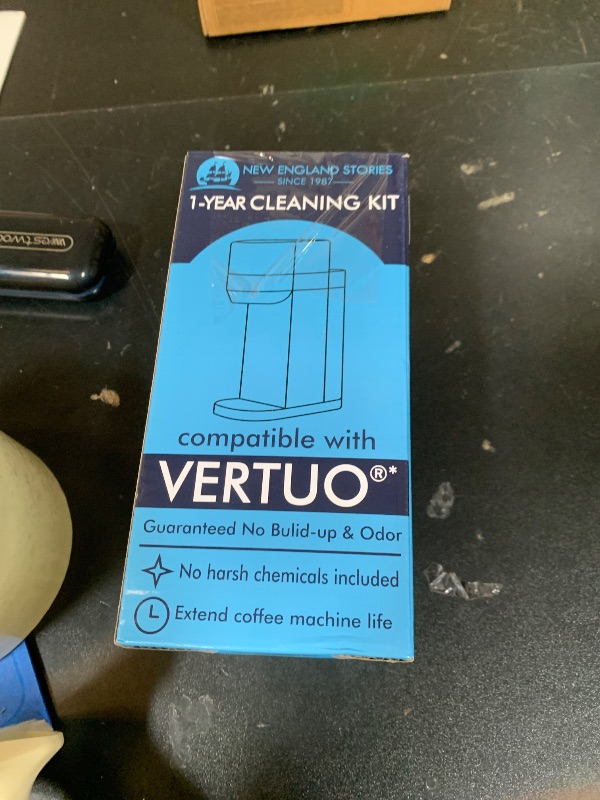 NEW ENGLAND STORIES
SINCE 1987
1-YEAR CLEANING KIT
compatible with
VERTUO®*
Guaranteed No Bulid-up & Odor
No harsh chemicals included
Extend coffee machine life